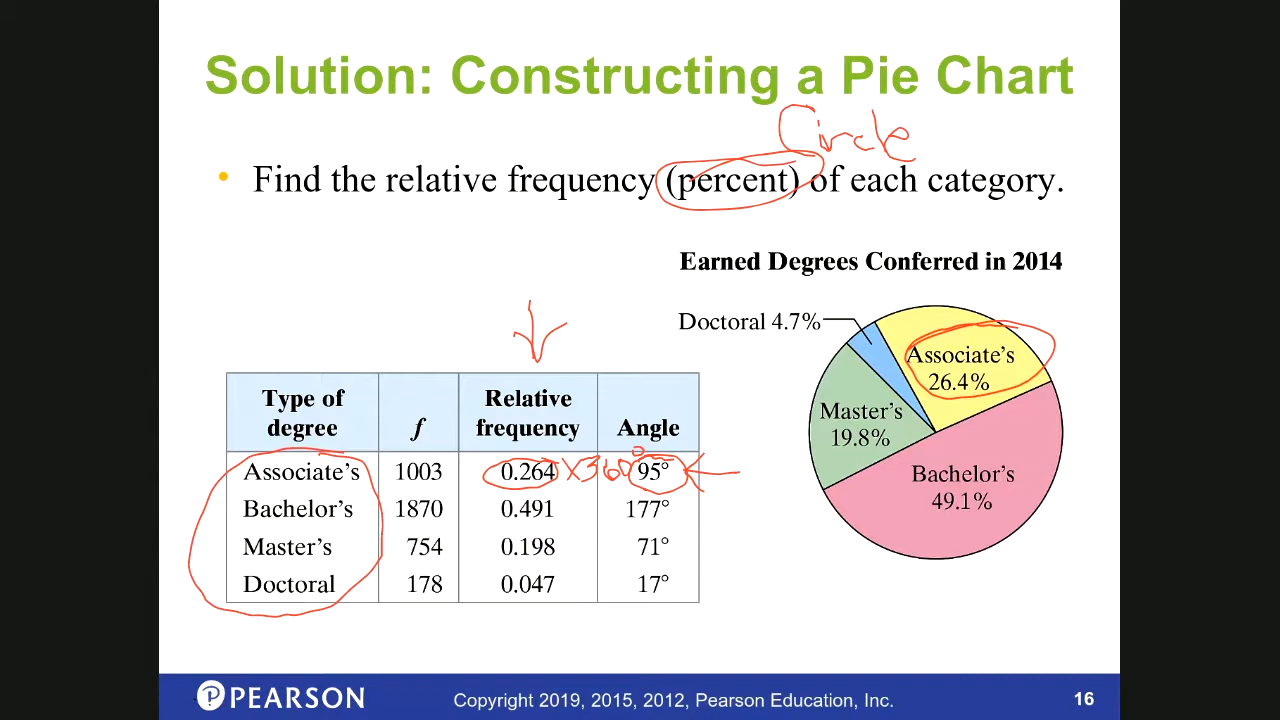 Solution: Constructing a Pie Chart
Circle
• Find the relative frequency (percent) of each category.
Earned Degrees Conferred in 2014
Doctoral 4.7%
Associate's
26.4%
Master's
19.8%
Bachelor's
49.1%
Type of degree f Relative frequency Angle
Associate's 1003 0.264 x360° 95°
Bachelor's 1870 0.491 177°
Master's 754 0.198 71°
Doctoral 178 0.047 17°
P PEARSON
Copyright 2019, 2015, 2012, Pearson Education, Inc.
16